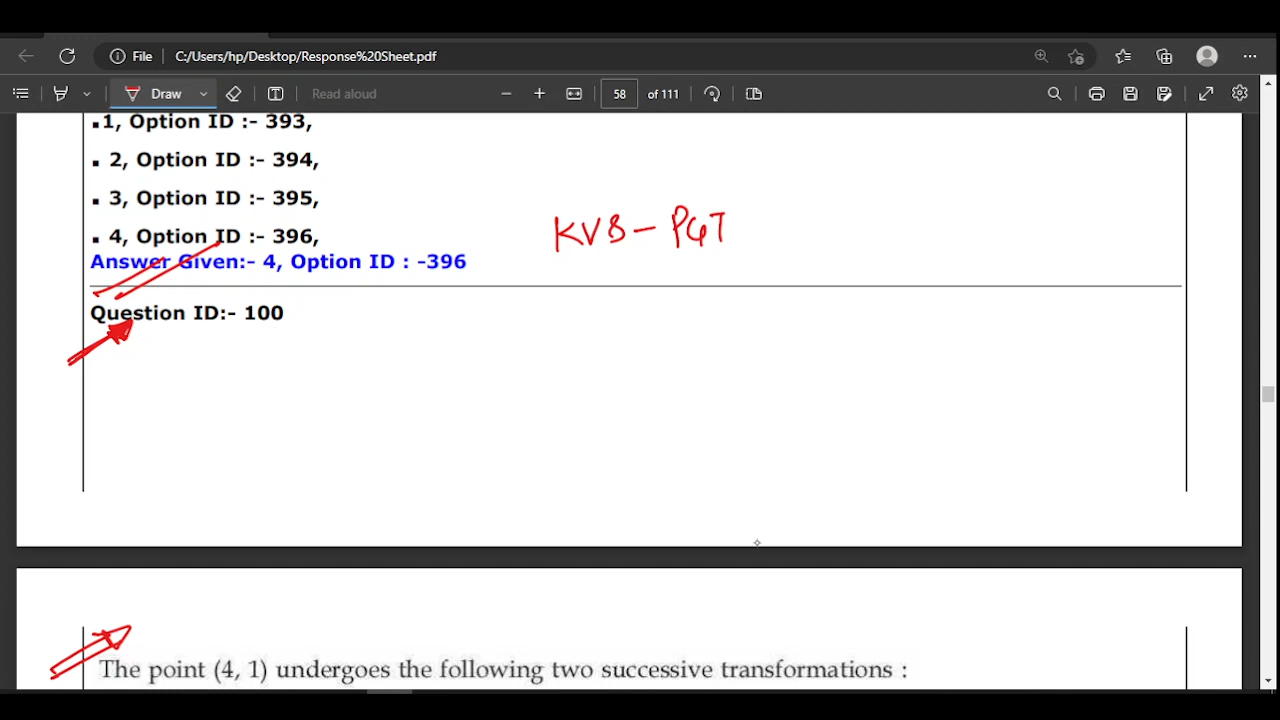 File C:/Users/hp/Desktop/Response%20Sheet.pdf
Draw Read aloud 58 of 111
1, Option ID :- 393,
2, Option ID :- 394,
3, Option ID :- 395,
4, Option ID :- 396,
KVS - PGT
Answer Given:- 4, Option ID : -396
Question ID:- 100
The point (4, 1) undergoes the following two successive transformations :